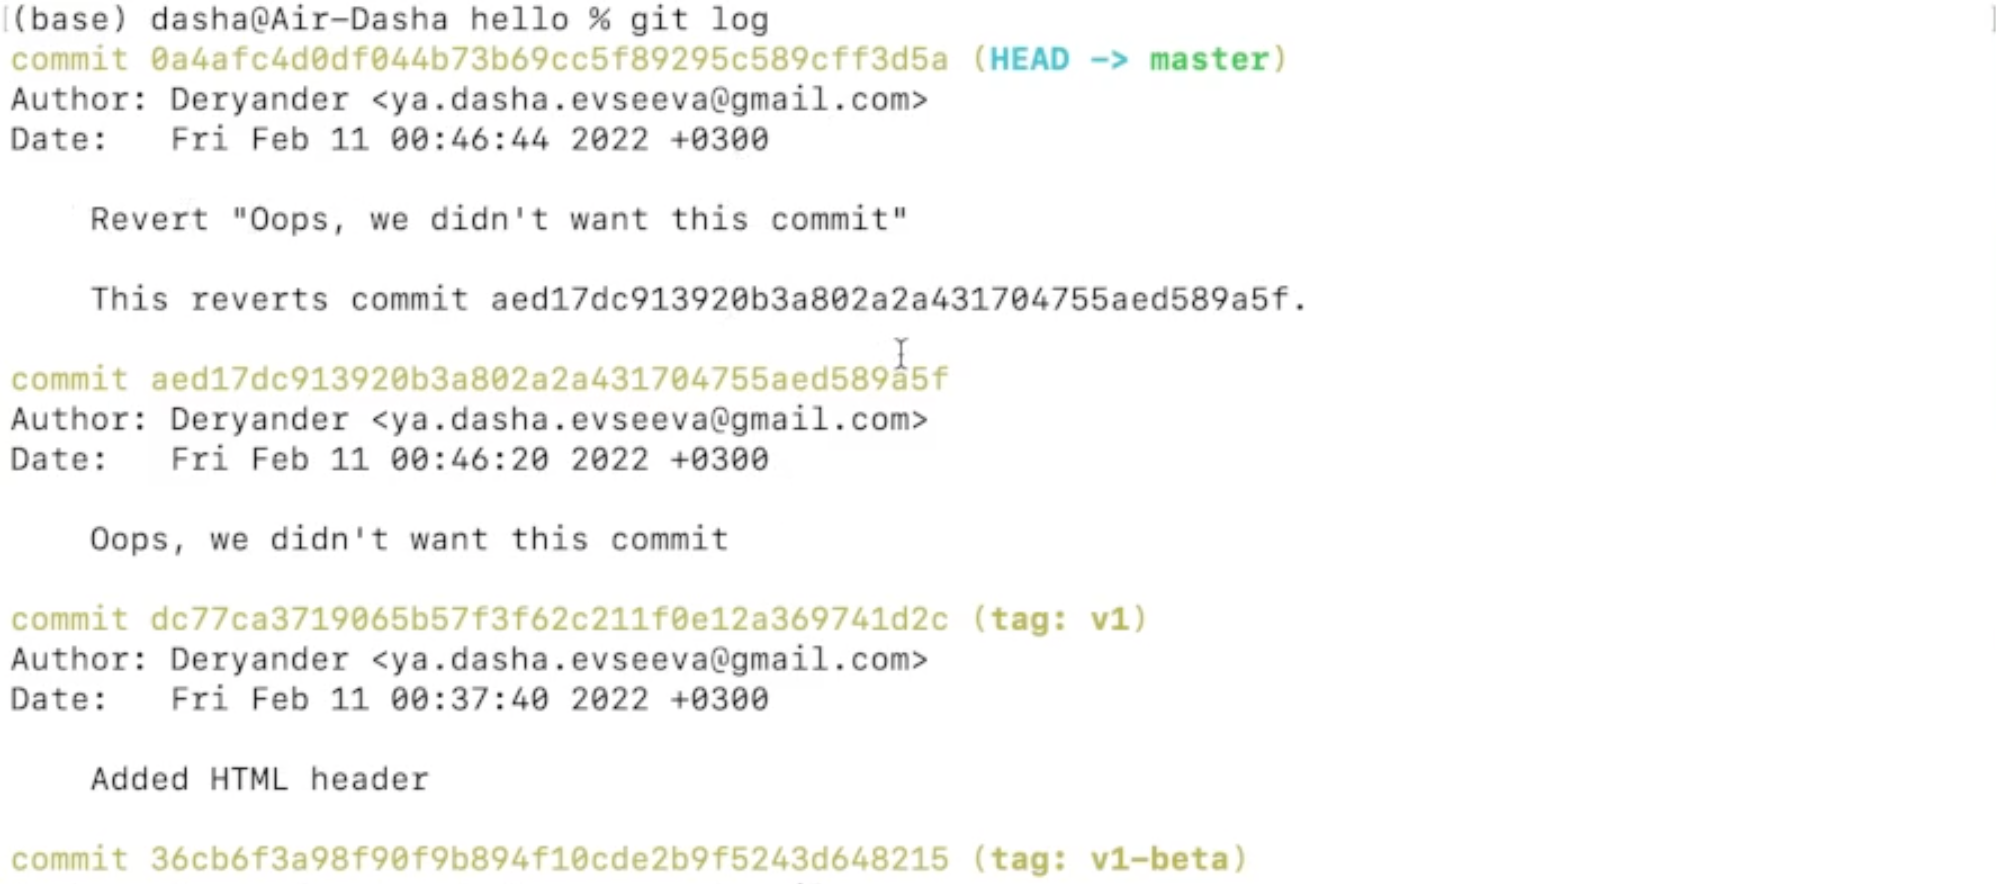 (base) dasha@Air-Dasha hello % git log
commit 0a4afc4d0df044b73b69cc5f89295c589cff3d5a (HEAD -> master)
Author: Deryander <ya.dasha.evseeva@gmail.com>
Date:   Fri Feb 11 00:46:44 2022 +0300
Revert "Oops, we didn't want this commit"
This reverts commit aed17dc913920b3a802a2a431704755aed589a5f.
commit aed17dc913920b3a802a2a431704755aed589a5f
Author: Deryander <ya.dasha.evseeva@gmail.com>
Date:   Fri Feb 11 00:46:20 2022 +0300
Oops, we didn't want this commit
commit dc77ca3719065b57f3f62c211f0e12a369741d2c (tag: v1)
Author: Deryander <ya.dasha.evseeva@gmail.com>
Date:   Fri Feb 11 00:37:40 2022 +0300
Added HTML header
commit 36cb6f3a98f90f9b894f10cde2b9f5243d648215 (tag: v1-beta)